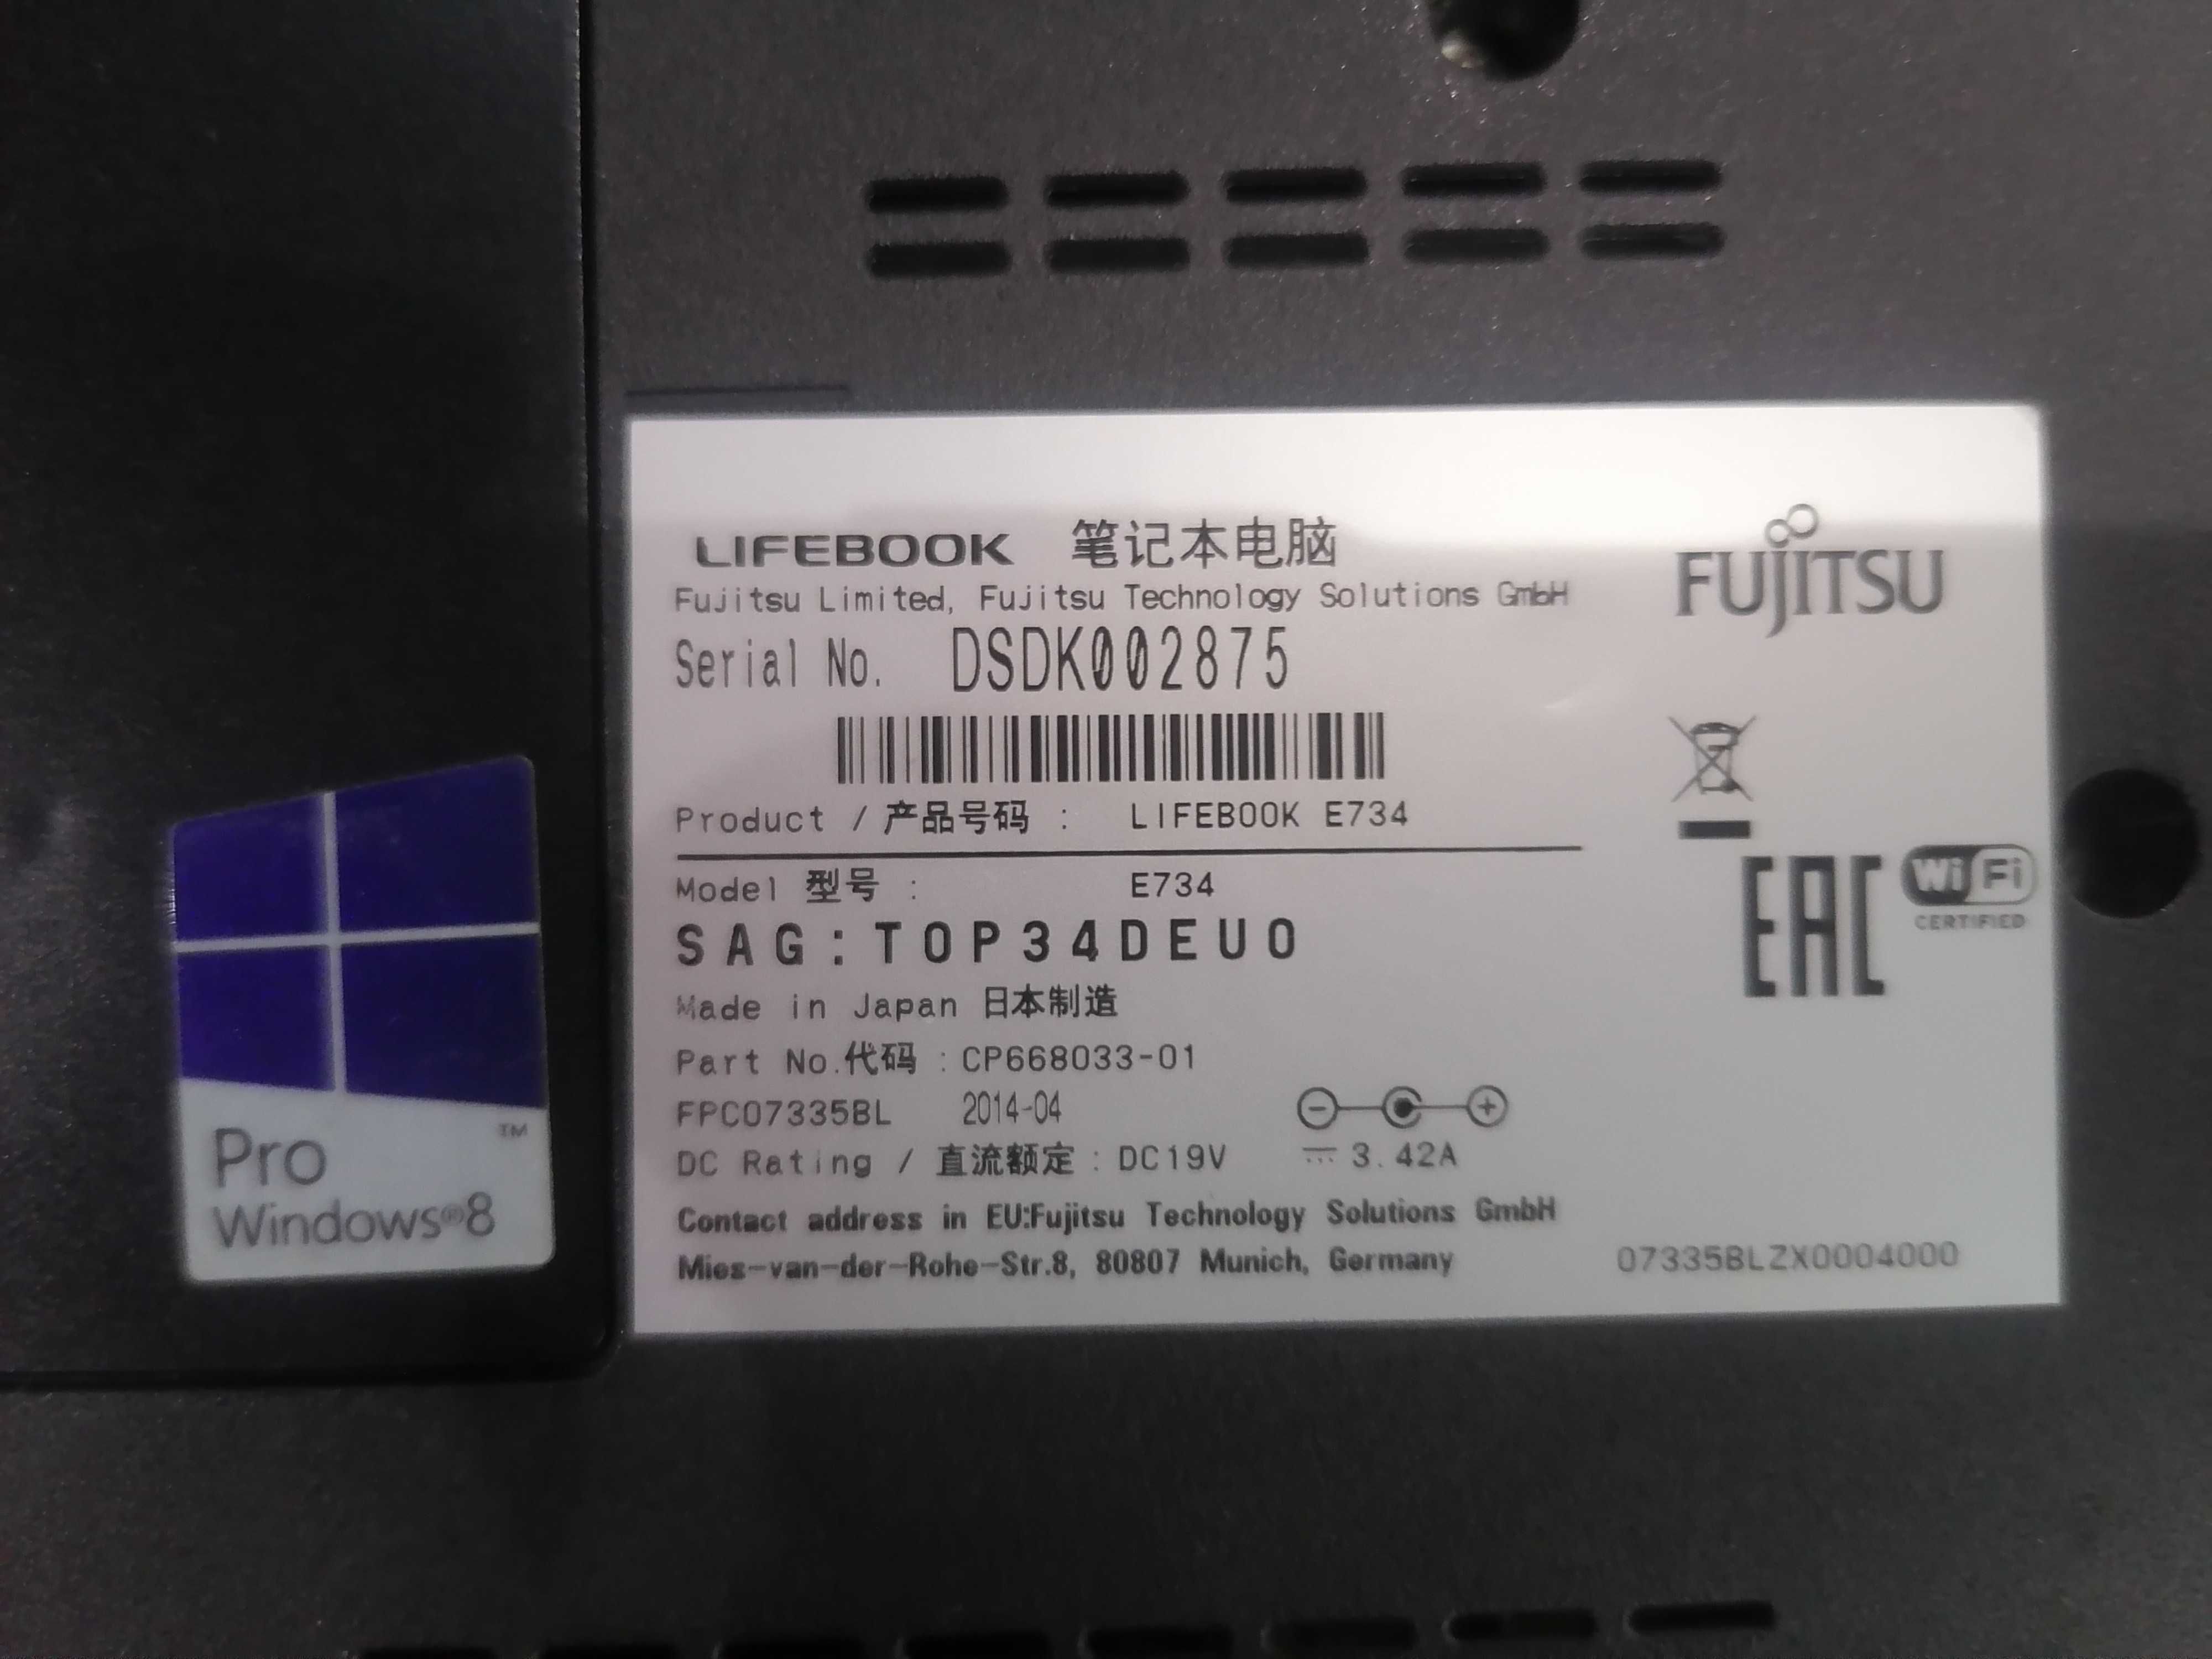 LIFEBOOK 笔记本电脑
FUJITSU
Fujitsu Limited, Fujitsu Technology Solutions GmbH
Serial No. DSDK002875
Product / 产品号码 : LIFEBOOK E734
Model 型号 : E734
SAG:TOP34DEU0
Made in Japan 日本制造
Part No.代码 : CP668033-01
FPC07335BL 2014-04
DC Rating / 直流额定 : DC19V 3.42A
Contact address in EU:Fujitsu Technology Solutions GmbH
Mies-van-der-Rohe-Str.8, 80807 Munich, Germany
07335BLZX0004000
EAC
Wi Fi
CERTIFIED
Pro ™
Windows®8